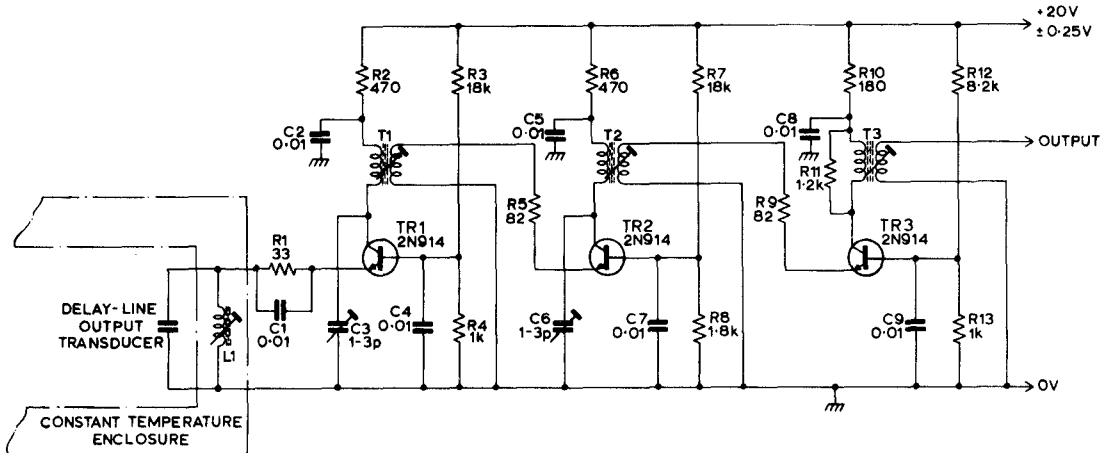 +20V
±0·25V
R2
470
R3
18k
R6
470
R7
18k
R10
180
R12
8·2k
C2
0·01
T1
C5
0·01
T2
C8
0·01
T3
OUTPUT
R11
1·2k
R5
82
R9
82
TR1
2N914
TR2
2N914
TR3
2N914
R1
33
C1
0·01
DELAY-LINE
OUTPUT
TRANSDUCER
L1
C3
1-3p
C4
0·01
R4
1k
C6
1-3p
C7
0·01
R8
1·8k
C9
0·01
R13
1k
0V
CONSTANT TEMPERATURE
ENCLOSURE